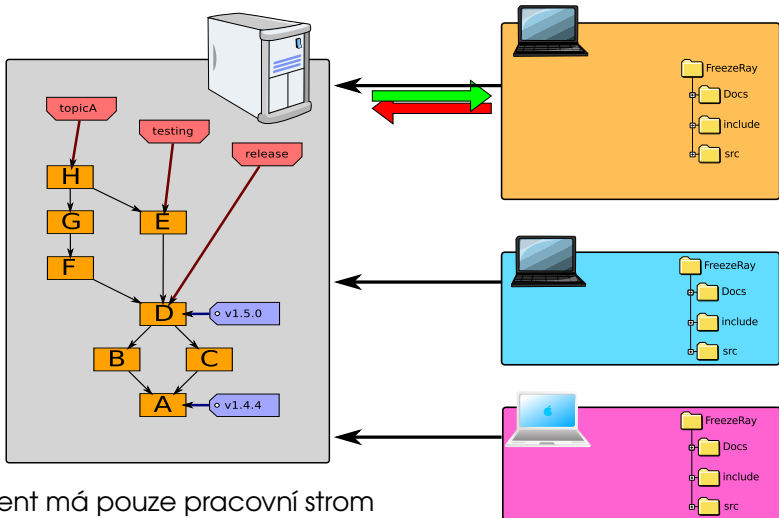 topicA
testing
release
H
G
E
F
D
v1.5.0
B
C
A
v1.4.4
FreezeRay
Docs
include
src
FreezeRay
Docs
include
src
FreezeRay
Docs
include
src
má pouze pracovní strom